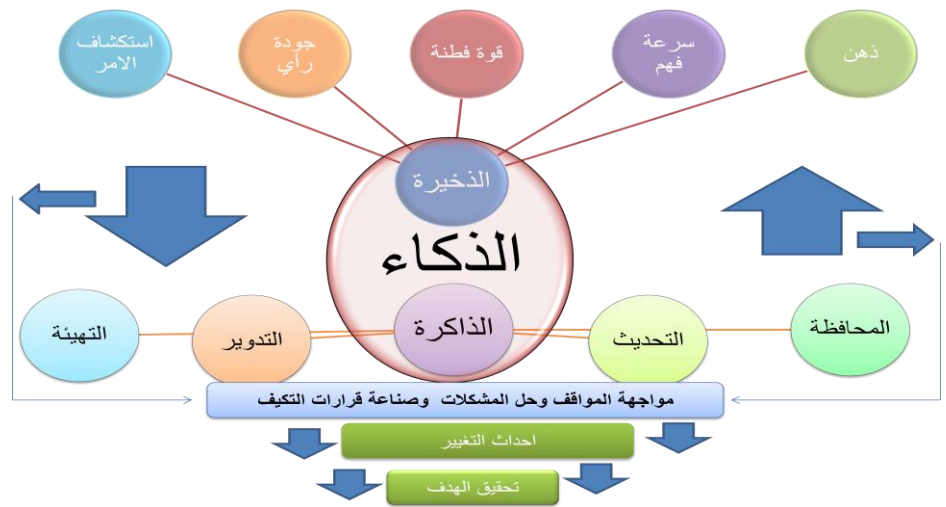 ذهن
سرعة
فهم
قوة فطنة
جودة
رأي
استكشاف
الامر
الذخيرة
الذكاء
المحافظة
التحديث
الذاكرة
التدوير
التهيئة
مواجهة المواقف وحل المشكلات وصناعة قرارات التكيف
احداث التغيير
تحقيق الهدف